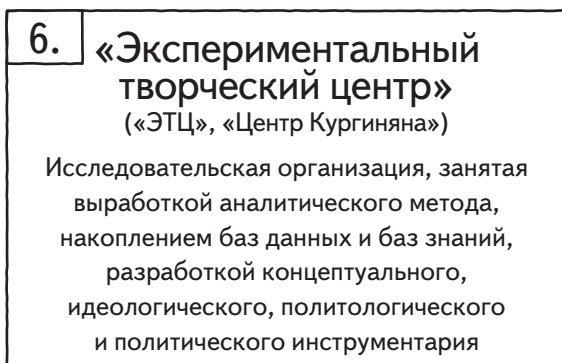 6.
«Экспериментальный
творческий центр»
(«ЭТЦ», «Центр Кургиняна»)
Исследовательская организация, занятая
выработкой аналитического метода,
накоплением баз данных и баз знаний,
разработкой концептуального,
идеологического, политологического
и политического инструментария